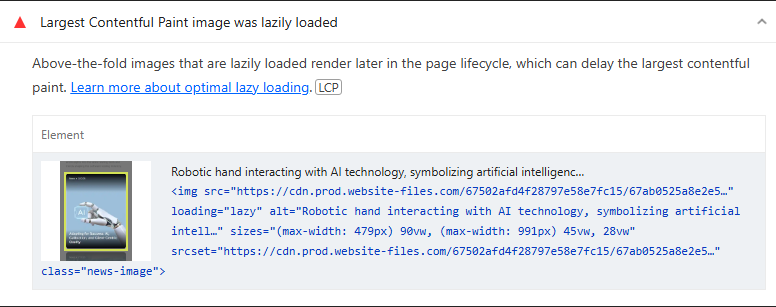 Largest Contentful Paint image was lazily loaded
Above-the-fold images that are lazily loaded render later in the page lifecycle, which can delay the largest contentful
paint. Learn more about optimal lazy loading. LCP
Element
Robotic hand interacting with AI technology, symbolizing artificial intelligenc…
<img src="https://cdn.prod.website-files.com/67502afd4f28797e58e7fc15/67ab0525a8e2e5…"
loading="lazy" alt="Robotic hand interacting with AI technology, symbolizing artificial
intell…" sizes="(max-width: 479px) 90vw, (max-width: 991px) 45vw, 28vw"
srcset="https://cdn.prod.website-files.com/67502afd4f28797e58e7fc15/67ab0525a8e2e5…"
class="news-image">
AI